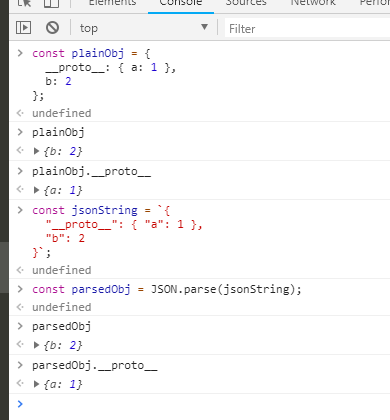 Elements
Console
Sources
Network
top
Filter
> const plainObj = {
__proto__: { a: 1 },
b: 2
};
undefined
> plainObj
{b: 2}
> plainObj.__proto__
{a: 1}
> const jsonString = `{
"__proto__": { "a": 1 },
"b": 2
}`;
undefined
> const parsedObj = JSON.parse(jsonString);
undefined
> parsedObj
{b: 2}
> parsedObj.__proto__
{a: 1}
>